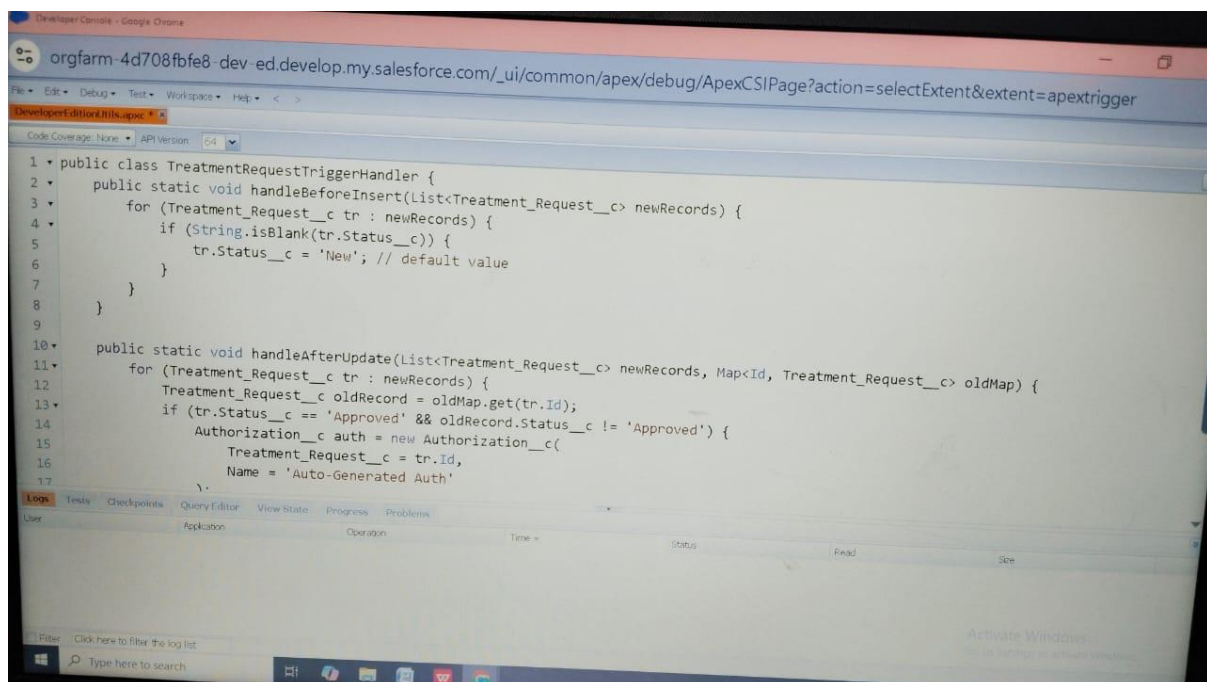 Developer Console - Google Chrome
orgfarm-4d708fbfe8-dev-ed.develop.my.salesforce.com/_ui/common/apex/debug/ApexCSIPage?action=selectExtent&extent=apextrigger
File • Edit • Debug • Test • Workspace • Help • < >
DeveloperEditionUtils.apxc *
Code Coverage: None • API Version: 64
1 public class TreatmentRequestTriggerHandler {
2 public static void handleBeforeInsert(List<Treatment_Request__c> newRecords) {
3 for (Treatment_Request__c tr : newRecords) {
4 if (String.isBlank(tr.Status__c)) {
5 tr.Status__c = 'New'; // default value
6 }
7 }
8 }
9
10 public static void handleAfterUpdate(List<Treatment_Request__c> newRecords, Map<Id, Treatment_Request__c> oldMap) {
11 for (Treatment_Request__c tr : newRecords) {
12 Treatment_Request__c oldRecord = oldMap.get(tr.Id);
13 if (tr.Status__c == 'Approved' && oldRecord.Status__c != 'Approved') {
14 Authorization__c auth = new Authorization__c(
15 Treatment_Request__c = tr.Id,
16 Name = 'Auto-Generated Auth'
17 );
Logs Tests Checkpoints Query Editor View State Progress Problems
User Application Operation Time Status Read Size
Filter Click here to filter the log list
Activate Windows
Type here to search